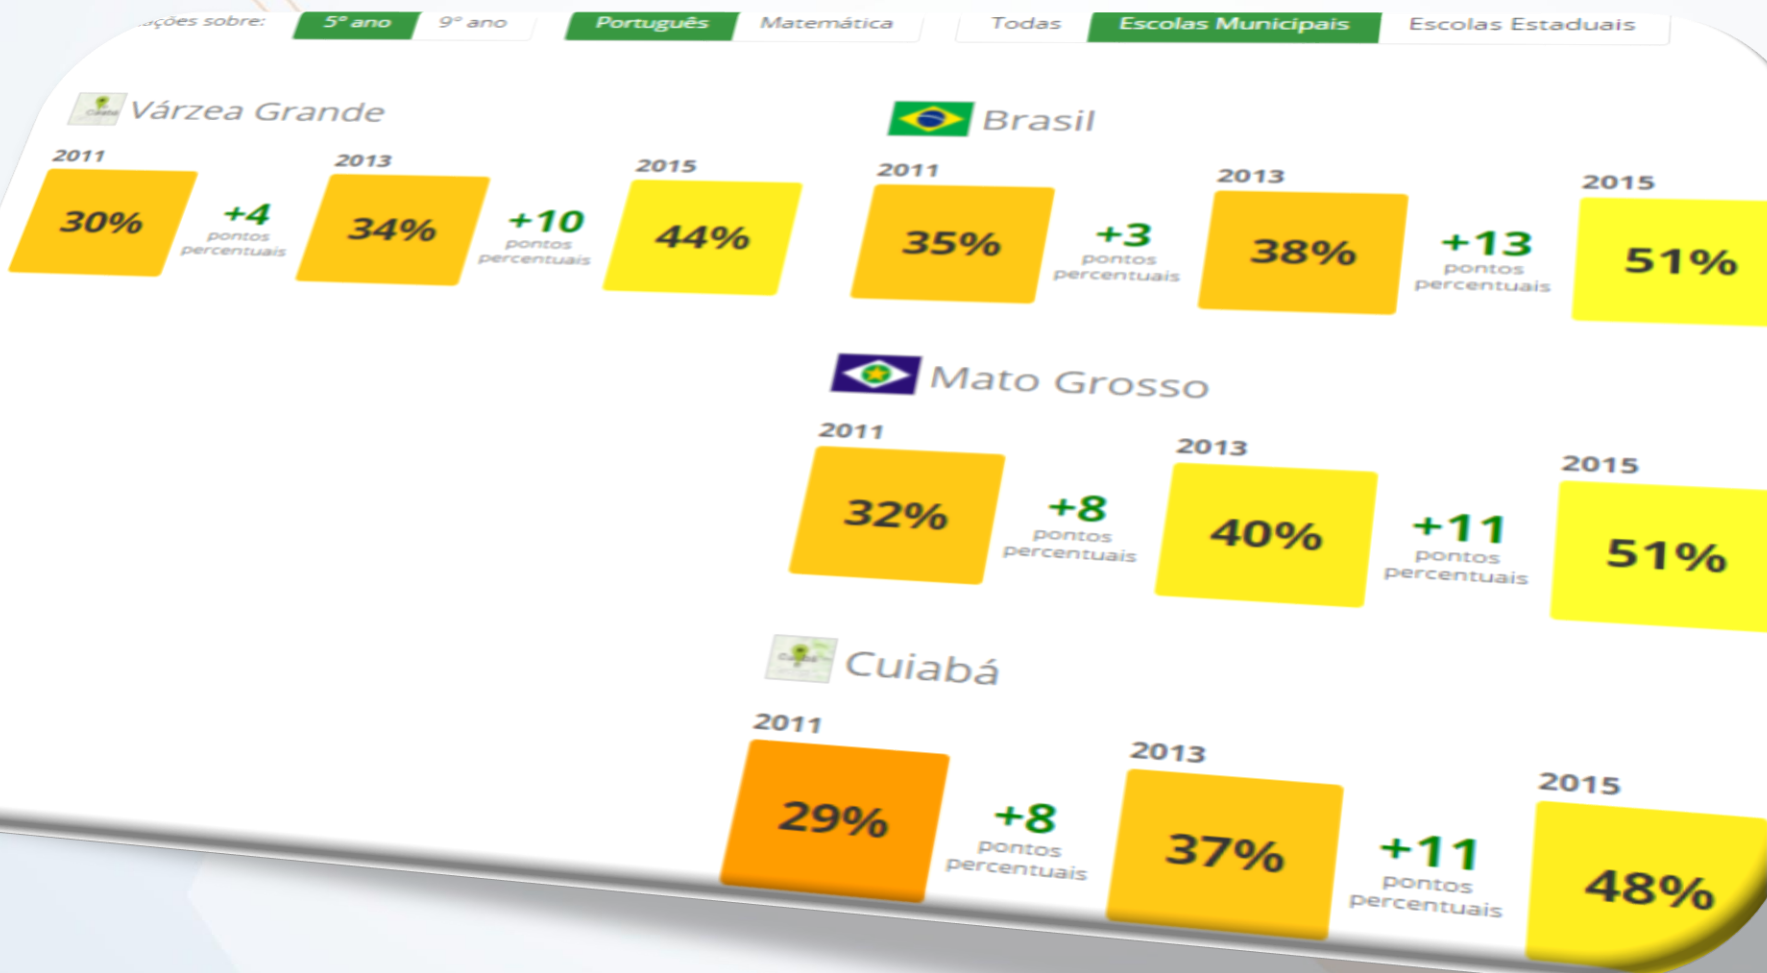 ações sobre: 5º ano 9º ano Português Matemática Todas Escolas Municipais Escolas Estaduais
Várzea Grande
2011 2013 2015
30% +4 pontos percentuais 34% +10 pontos percentuais 44%
Brasil
2011 2013 2015
35% +3 pontos percentuais 38% +13 pontos percentuais 51%
Mato Grosso
2011 2013 2015
32% +8 pontos percentuais 40% +11 pontos percentuais 51%
Cuiabá
2011 2013 2015
29% +8 pontos percentuais 37% +11 pontos percentuais 48%